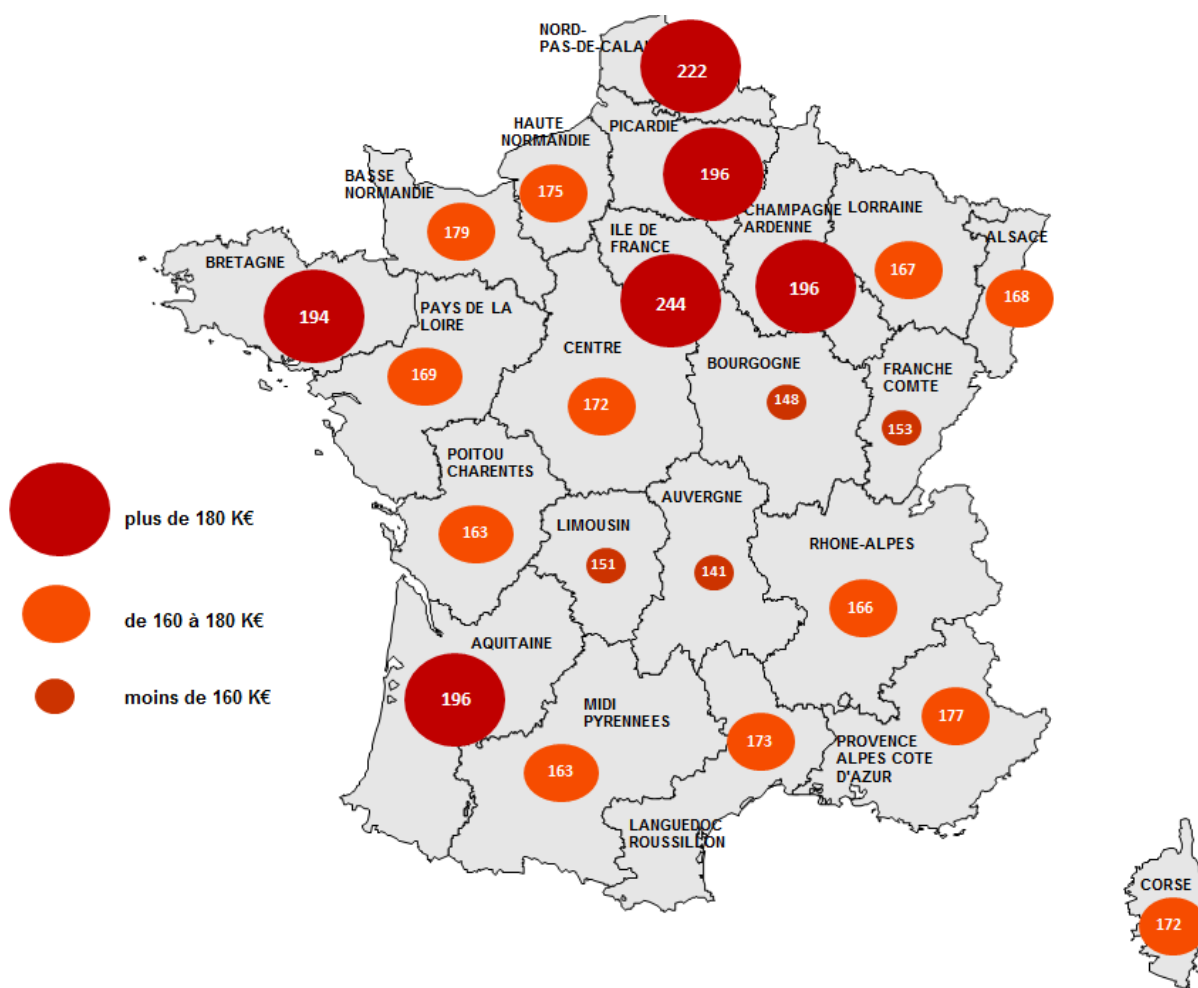 NORD-
PAS-DE-CALAI
222
HAUTE
NORMANDIE
PICARDIE
196
175
BASSE
NORMANDIE
179
CHAMPAGNE
ARDENNE
LORRAINE
ILE DE
FRANCE
ALSACE
BRETAGNE
167
196
168
244
194
PAYS DE LA
LOIRE
CENTRE
BOURGOGNE
FRANCHE
COMTE
169
172
148
153
POITOU
CHARENTES
AUVERGNE
plus de 180 K€
163
LIMOUSIN
RHONE-ALPES
151
141
de 160 à 180 K€
166
AQUITAINE
moins de 160 K€
196
MIDI
PYRENNEES
177
173
PROVENCE
ALPES COTE
D'AZUR
163
LANGUEDOC
ROUSSILLON
CORSE
172